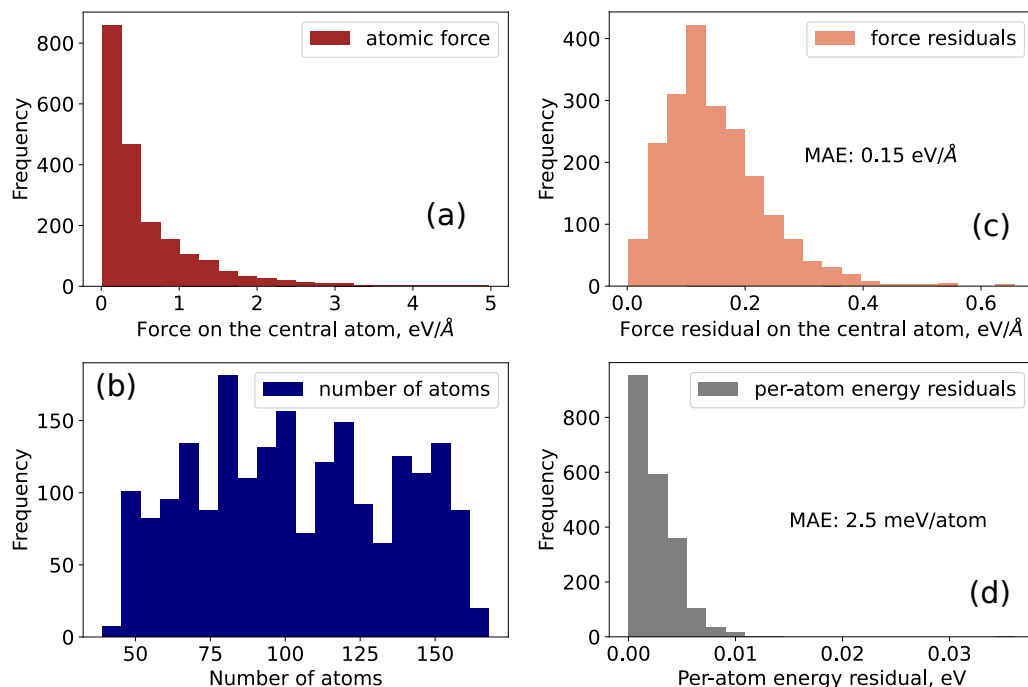 atomic force
(a)
Frequency
0
200
400
600
800
0 1 2 3 4 5
Force on the central atom, eV/Å
force residuals
MAE: 0.15 eV/Å
(c)
Frequency
0
100
200
300
400
0.0 0.2 0.4 0.6
Force residual on the central atom, eV/Å
(b)
number of atoms
Frequency
0
50
100
150
50 75 100 125 150
Number of atoms
per-atom energy residuals
MAE: 2.5 meV/atom
(d)
Frequency
0
200
400
600
800
0.00 0.01 0.02 0.03
Per-atom energy residual, eV